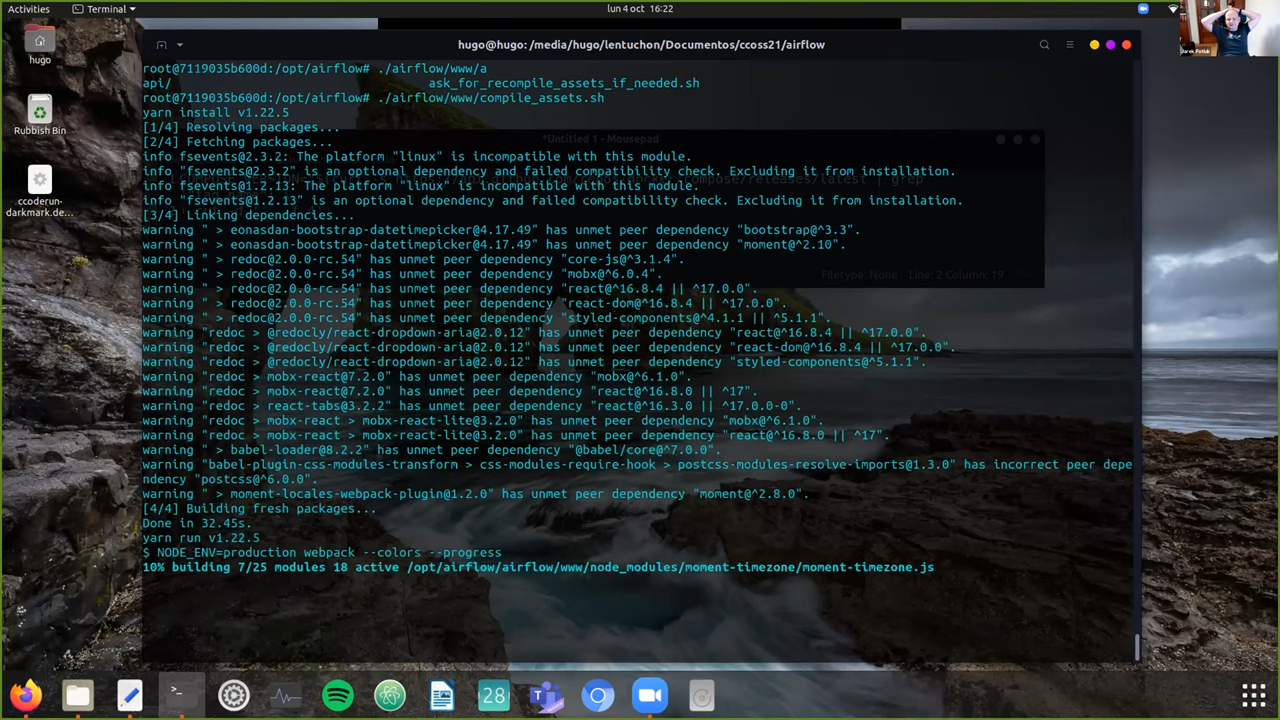 Activities
Terminal
lun 4 oct 16:22
Darek Potiuk
hugo
Rubbish Bin
ccoderun-
darkmark.de...
hugo@hugo: /media/hugo/lentuchon/Documentos/ccoss21/airflow
*Untitled 1 - Mousepad
Filetype: None
Line: 2 Column: 19
root@7119035b600d:/opt/airflow# ./airflow/www/a
api/ ask_for_recompile_assets_if_needed.sh
root@7119035b600d:/opt/airflow# ./airflow/www/compile_assets.sh
yarn install v1.22.5
[1/4] Resolving packages...
[2/4] Fetching packages...
info fsevents@2.3.2: The platform "linux" is incompatible with this module.
info "fsevents@2.3.2" is an optional dependency and failed compatibility check. Excluding it from installation.
info fsevents@1.2.13: The platform "linux" is incompatible with this module.
info "fsevents@1.2.13" is an optional dependency and failed compatibility check. Excluding it from installation.
[3/4] Linking dependencies...
warning " > eonasdan-bootstrap-datetimepicker@4.17.49" has unmet peer dependency "bootstrap@^3.3".
warning " > eonasdan-bootstrap-datetimepicker@4.17.49" has unmet peer dependency "moment@^2.10".
warning " > redoc@2.0.0-rc.54" has unmet peer dependency "core-js@^3.1.4".
warning " > redoc@2.0.0-rc.54" has unmet peer dependency "mobx@^6.0.4".
warning " > redoc@2.0.0-rc.54" has unmet peer dependency "react@^16.8.4 || ^17.0.0".
warning " > redoc@2.0.0-rc.54" has unmet peer dependency "react-dom@^16.8.4 || ^17.0.0".
warning " > redoc@2.0.0-rc.54" has unmet peer dependency "styled-components@^4.1.1 || ^5.1.1".
warning "redoc > @redocly/react-dropdown-aria@2.0.12" has unmet peer dependency "react@^16.8.4 || ^17.0.0".
warning "redoc > @redocly/react-dropdown-aria@2.0.12" has unmet peer dependency "react-dom@^16.8.4 || ^17.0.0".
warning "redoc > @redocly/react-dropdown-aria@2.0.12" has unmet peer dependency "styled-components@^5.1.1".
warning "redoc > mobx-react@7.2.0" has unmet peer dependency "mobx@^6.1.0".
warning "redoc > mobx-react@7.2.0" has unmet peer dependency "react@^16.8.0 || ^17".
warning "redoc > react-tabs@3.2.2" has unmet peer dependency "react@^16.3.0 || ^17.0.0-0".
warning "redoc > mobx-react > mobx-react-lite@3.2.0" has unmet peer dependency "mobx@^6.1.0".
warning "redoc > mobx-react > mobx-react-lite@3.2.0" has unmet peer dependency "react@^16.8.0 || ^17".
warning " > babel-loader@8.2.2" has unmet peer dependency "@babel/core@^7.0.0".
warning "babel-plugin-css-modules-transform > css-modules-require-hook > postcss-modules-resolve-imports@1.3.0" has incorrect peer depe
ndency "postcss@^6.0.0".
warning " > moment-locales-webpack-plugin@1.2.0" has unmet peer dependency "moment@^2.8.0".
[4/4] Building fresh packages...
Done in 32.45s.
yarn run v1.22.5
$ NODE_ENV=production webpack --colors --progress
10% building 7/25 modules 18 active /opt/airflow/airflow/www/node_modules/moment-timezone/moment-timezone.js
28